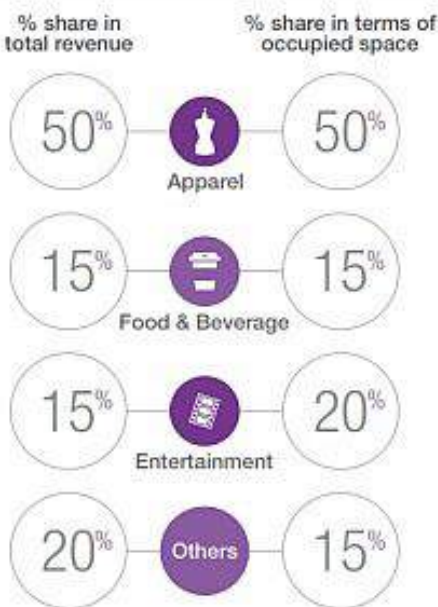 % share in
total revenue
% share in terms of
occupied space
50%
50%
Apparel
15%
15%
Food & Beverage
15%
20%
Entertainment
20%
Others
15%